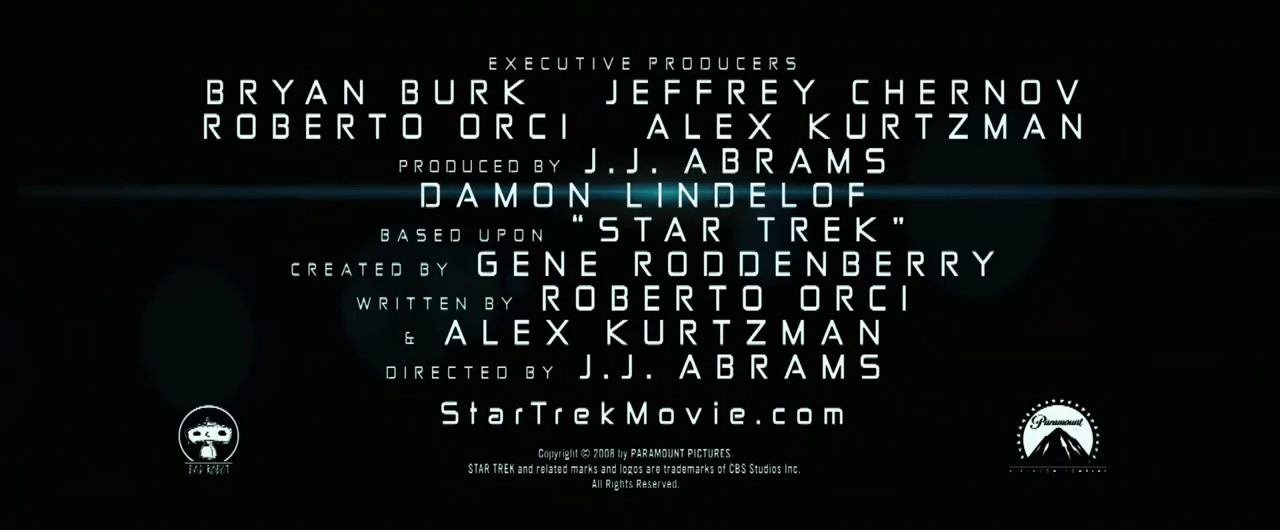 EXECUTIVE PRODUCERS
BRYAN BURK JEFFREY CHERNOV
ROBERTO ORCI ALEX KURTZMAN
PRODUCED BY J.J. ABRAMS
DAMON LINDELOF
BASED UPON "STAR TREK"
CREATED BY GENE RODDENBERRY
WRITTEN BY ROBERTO ORCI
& ALEX KURTZMAN
DIRECTED BY J.J. ABRAMS
StarTrekMovie.com
BAD ROBOT
Paramount
Copyright © 2008 by PARAMOUNT PICTURES.
STAR TREK and related marks and logos are trademarks of CBS Studios Inc.
All Rights Reserved.